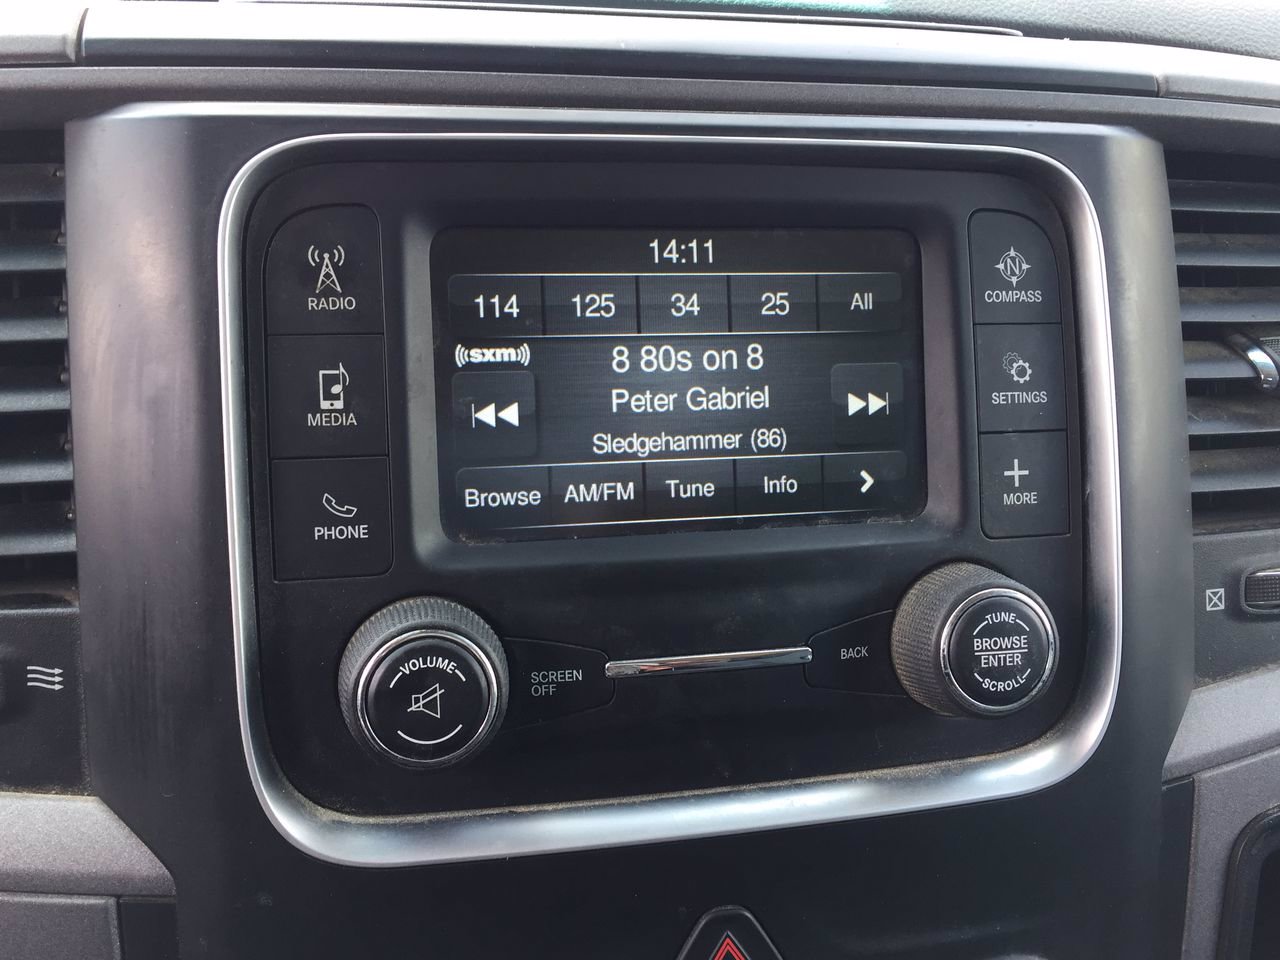 14:11
114 125 34 25 All
sxm
8 80s on 8
Peter Gabriel
Sledgehammer (86)
Browse AM/FM Tune Info
RADIO
MEDIA
PHONE
N
COMPASS
SETTINGS
MORE
VOLUME
SCREEN
OFF
BACK
TUNE
BROWSE
ENTER
SCROLL